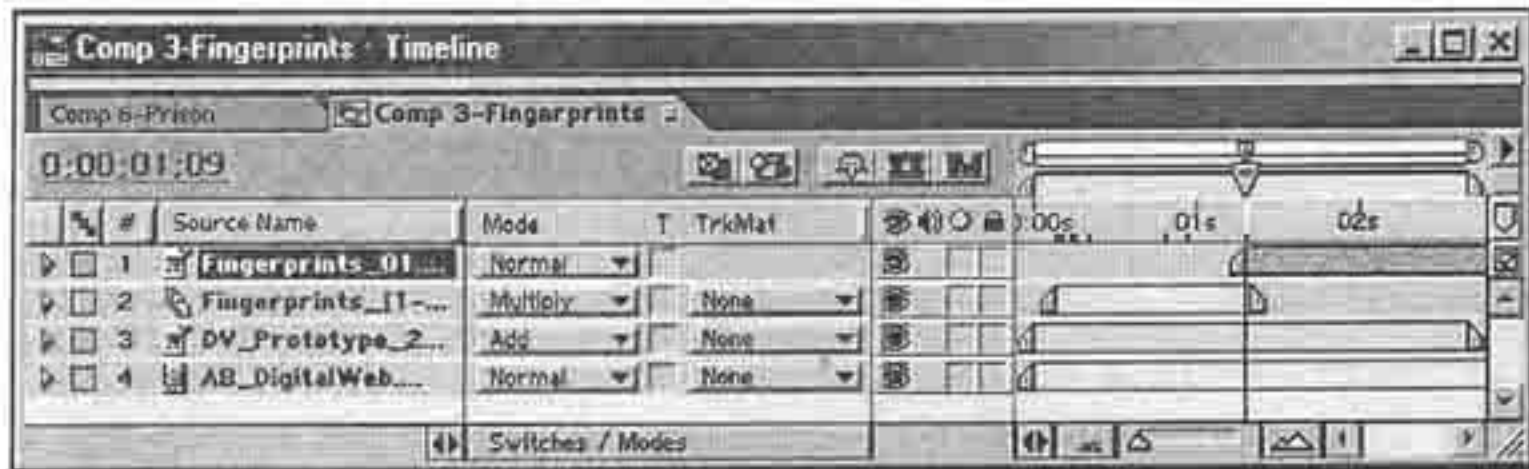 Comp 3-Fingerprints · Timeline
Comp 6-Prison Comp 3-Fingerprints
0:00:01:09
# Source Name Mode T TrkMat 0:00s 01s 02s
1 Fingerprints_01... Normal
2 Fingerprints_[1-... Multiply None
3 DV_Prototype_2... Add None
4 AB_DigitalWeb.... Normal None
Switches / Modes